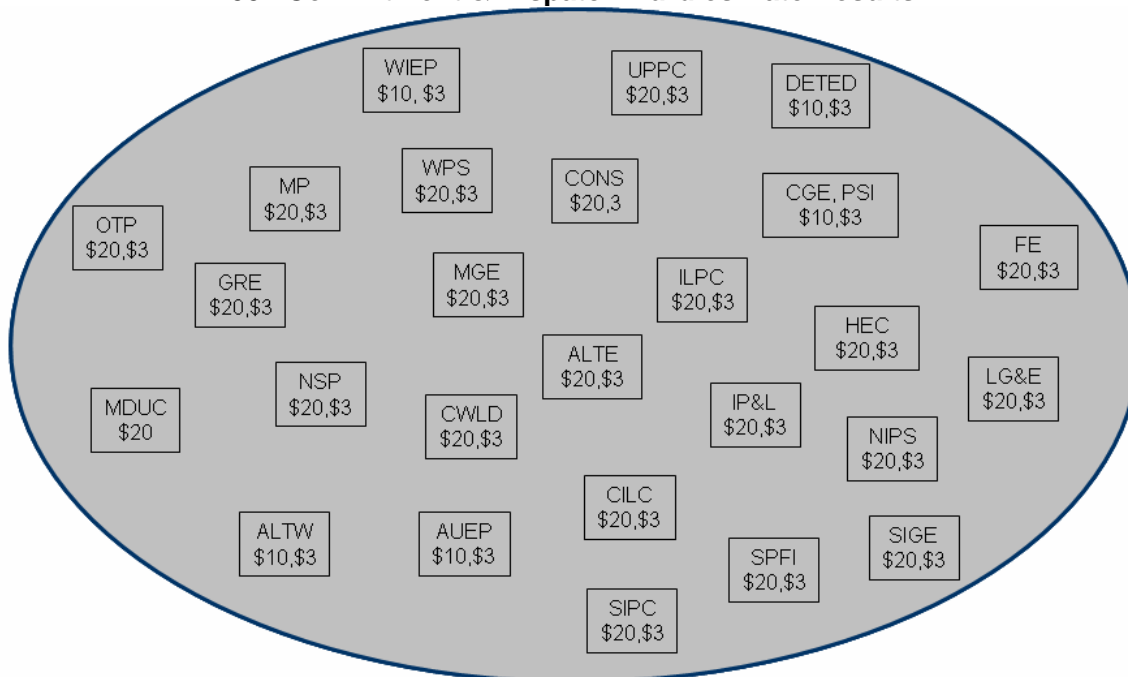 WIEP
$10, $3
UPPC
$20,$3
DETED
$10,$3
MP
$20,$3
WPS
$20,$3
CONS
$20,3
CGE, PSI
$10,$3
OTP
$20,$3
FE
$20,$3
GRE
$20,$3
MGE
$20,$3
ILPC
$20,$3
HEC
$20,$3
ALTE
$20,$3
NSP
$20,$3
LG&E
$20,$3
MDUC
$20
CWLD
$20,$3
IP&L
$20,$3
NIPS
$20,$3
CILC
$20,$3
ALTW
$10,$3
AUEP
$10,$3
SPFI
$20,$3
SIGE
$20,$3
SIPC
$20,$3